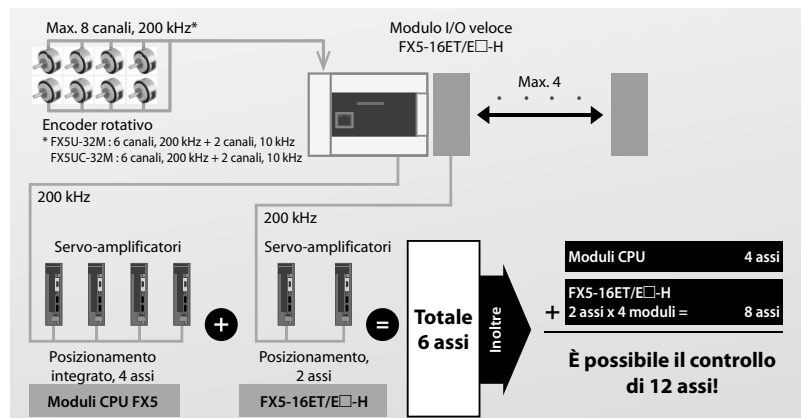 Max. 8 canali, 200 kHz*
Modulo I/O veloce
FX5-16ET/E□-H
Max. 4
Encoder rotativo
* FX5U-32M : 6 canali, 200 kHz + 2 canali, 10 kHz
FX5UC-32M : 6 canali, 200 kHz + 2 canali, 10 kHz
200 kHz
200 kHz
Servo-amplificatori
Servo-amplificatori
+
=
Totale
6 assi
Inoltre
Moduli CPU 4 assi
+
FX5-16ET/E□-H
2 assi x 4 moduli = 8 assi
È possibile il controllo
di 12 assi!
Posizionamento
integrato, 4 assi
Moduli CPU FX5
Posizionamento,
2 assi
FX5-16ET/E□-H